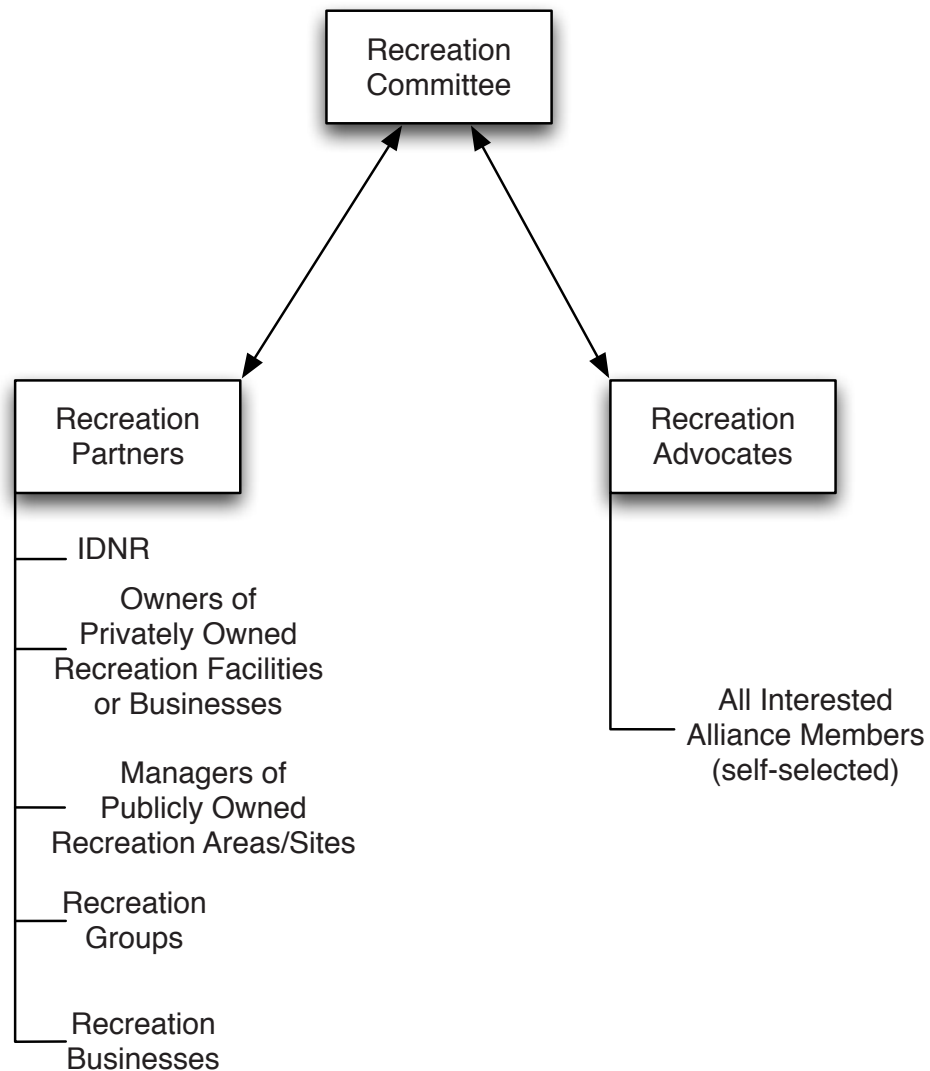 Recreation
Committee
Recreation
Partners
Recreation
Advocates
IDNR
Owners of
Privately Owned
Recreation Facilities
or Businesses
Managers of
Publicly Owned
Recreation Areas/Sites
Recreation
Groups
Recreation
Businesses
All Interested
Alliance Members
(self-selected)